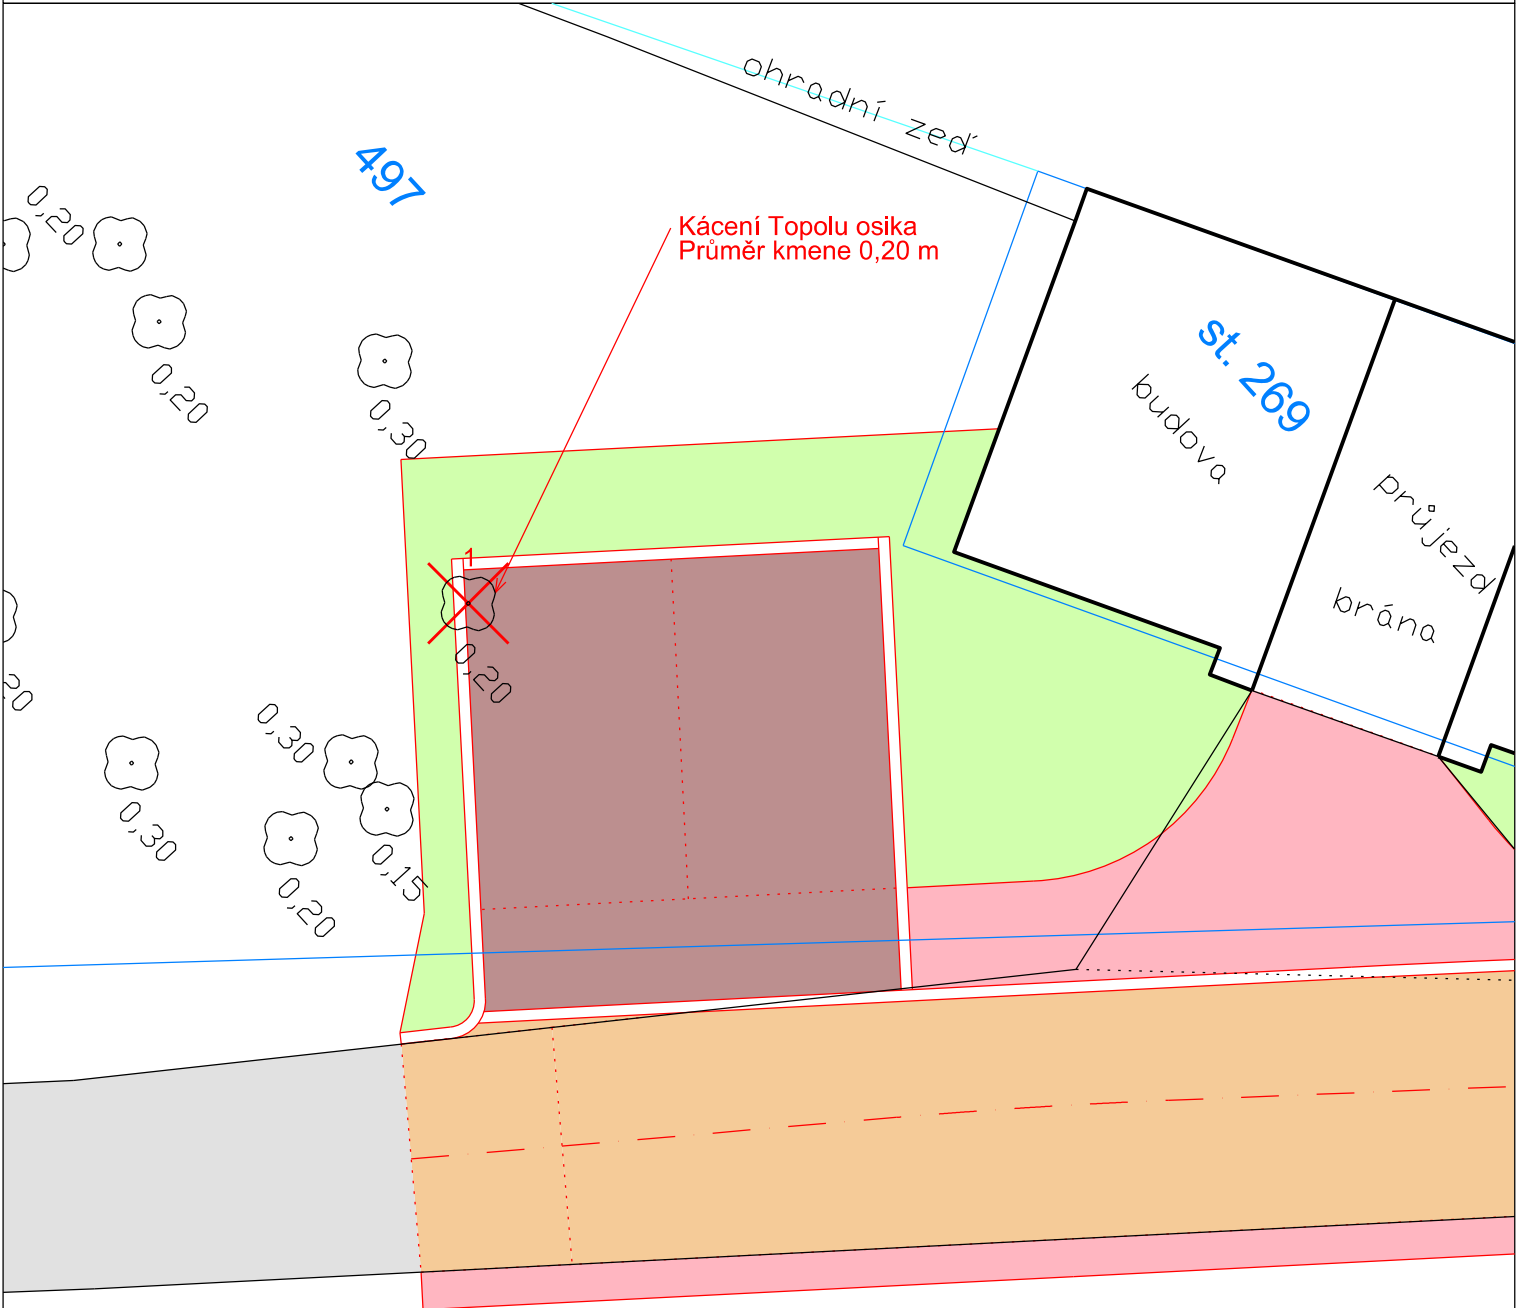 ohradní zeď
497
0,20
Kácení Topolu osika
Průměr kmene 0,20 m
st. 269
budova
0,20
0,30
průjezd
brána
1
0,20
20
0,30
0,30
0,15
0,20